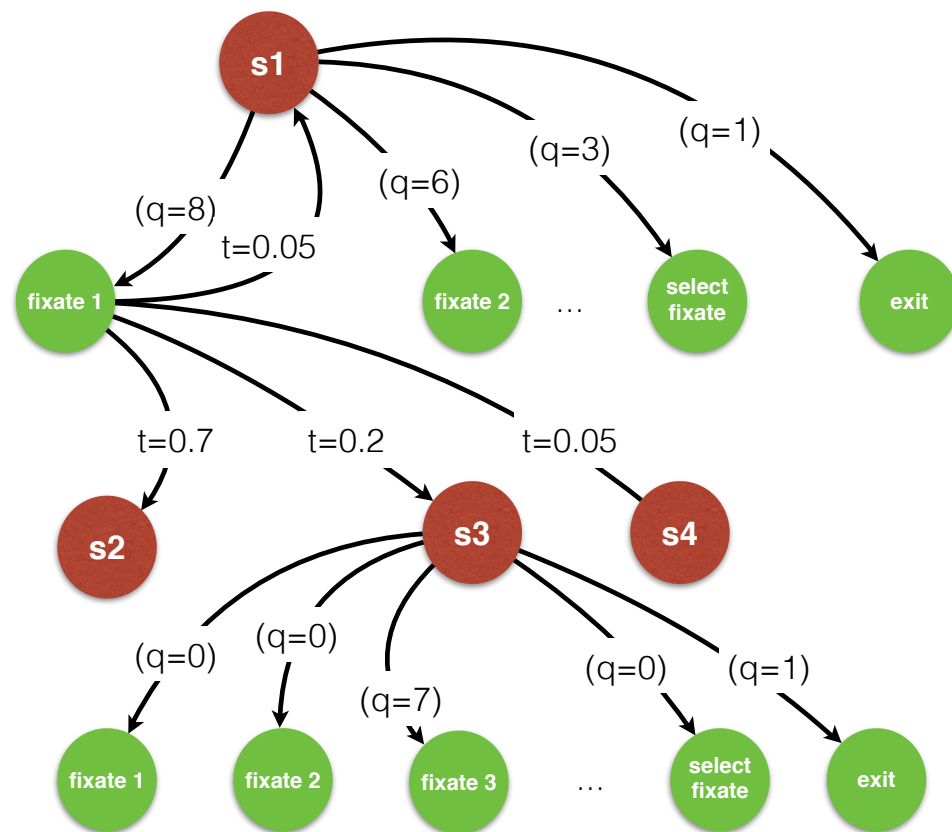 s1
(q=1)
(q=3)
(q=6)
(q=8)
t=0.05
fixate 1
fixate 2
...
select
fixate
exit
t=0.7
t=0.2
t=0.05
s2
s3
s4
(q=0)
(q=0)
(q=7)
(q=0)
(q=1)
fixate 1
fixate 2
fixate 3
...
select
fixate
exit